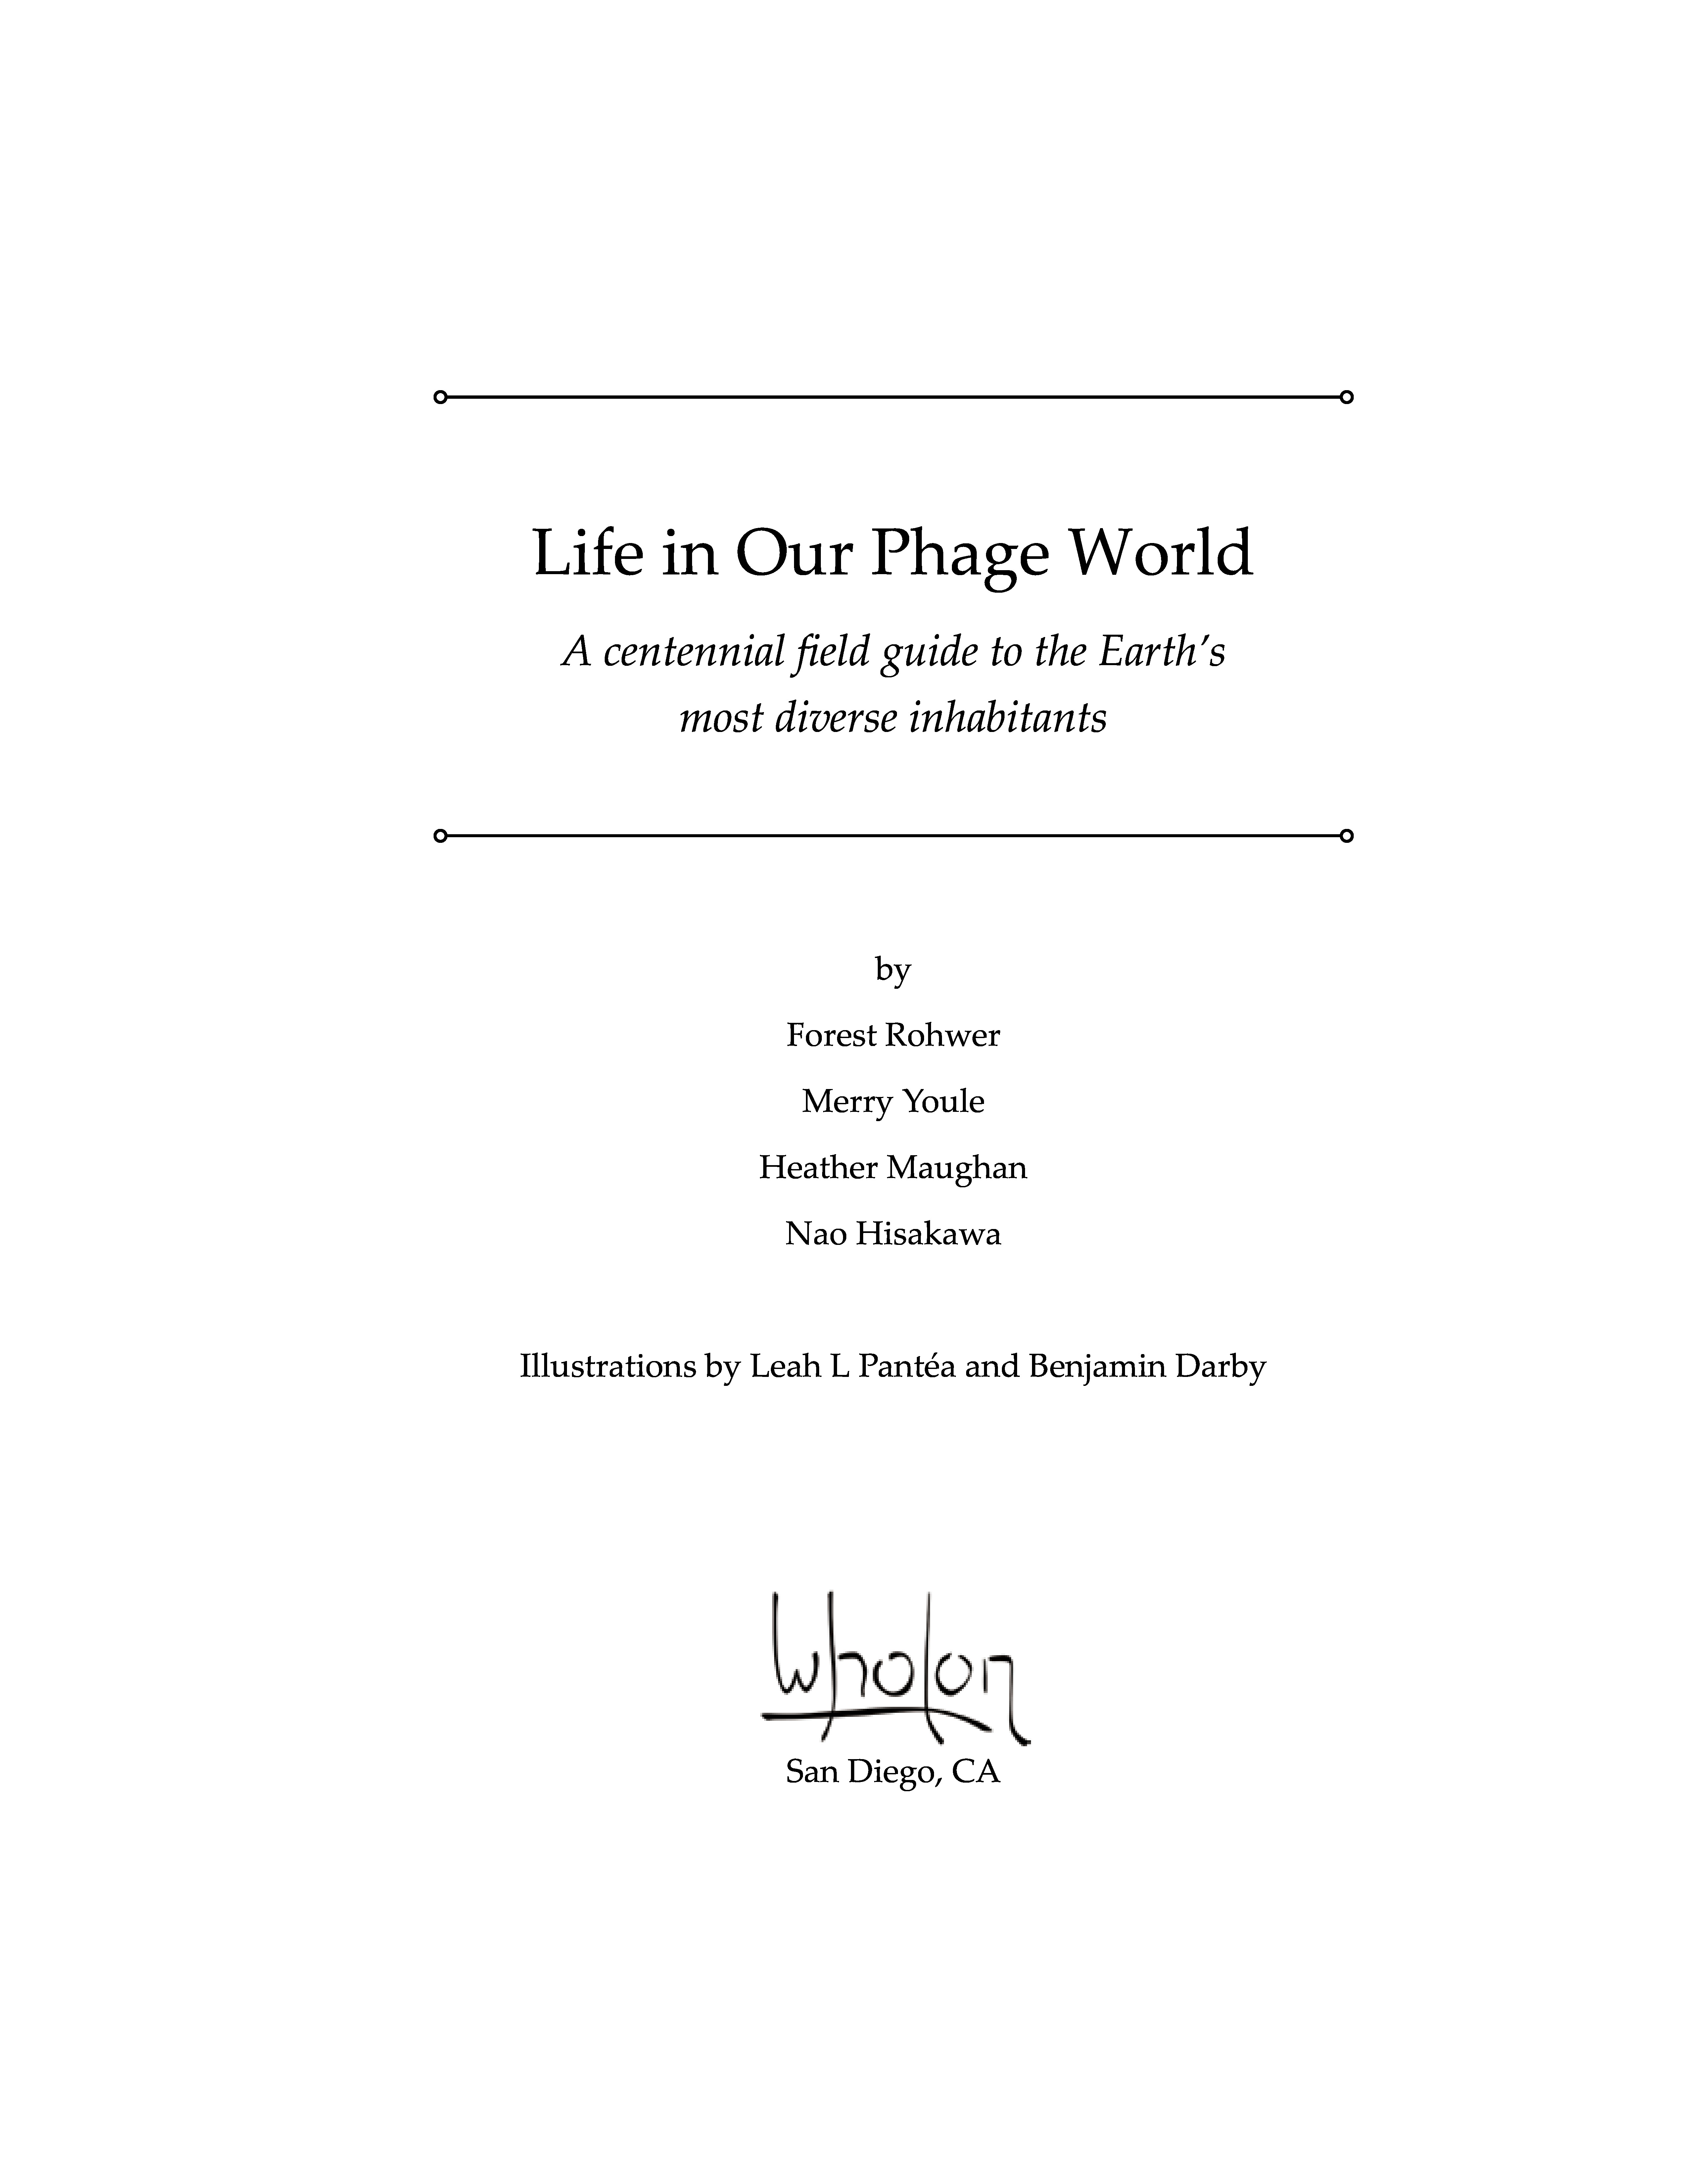 Life in Our Phage World
A centennial field guide to the Earth's
most diverse inhabitants
by
Forest Rohwer
Merry Youle
Heather Maughan
Nao Hisakawa
Illustrations by Leah L Pantéa and Benjamin Darby
Wholon
San Diego, CA